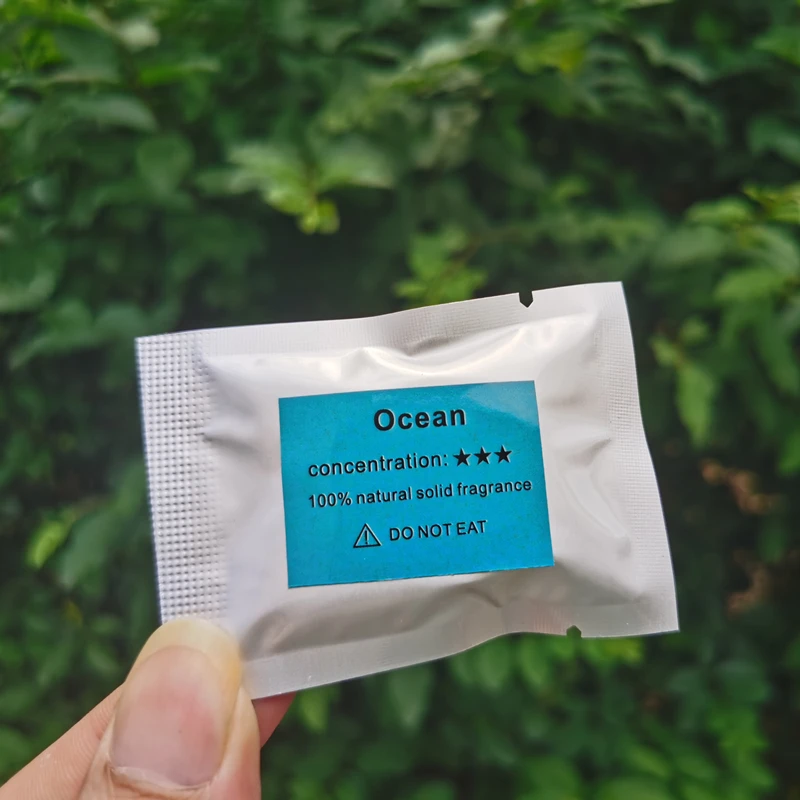 Ocean
concentration: ★★★
100% natural solid fragrance
⚠ DO NOT EAT